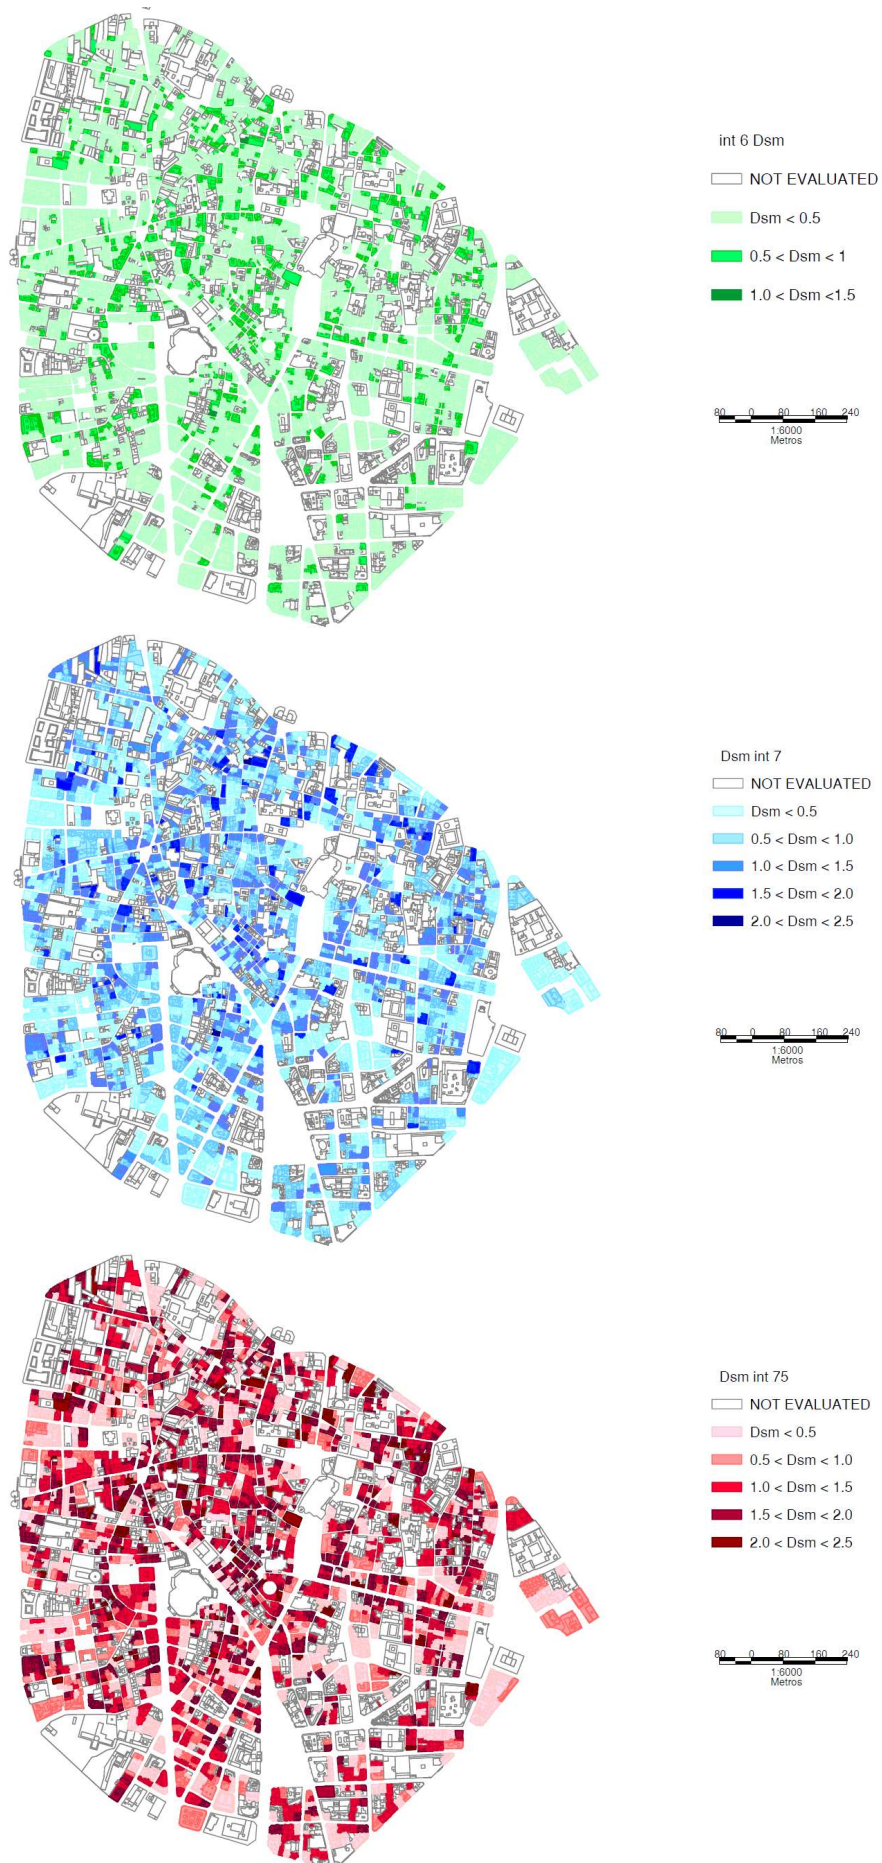 int 6 Dsm
NOT EVALUATED
Dsm < 0.5
0.5 < Dsm < 1
1.0 < Dsm <1.5
80 0 80 160 240
1:6000
Metros
Dsm int 7
NOT EVALUATED
Dsm < 0.5
0.5 < Dsm < 1.0
1.0 < Dsm < 1.5
1.5 < Dsm < 2.0
2.0 < Dsm < 2.5
80 0 80 160 240
1:6000
Metros
Dsm int 75
NOT EVALUATED
Dsm < 0.5
0.5 < Dsm < 1.0
1.0 < Dsm < 1.5
1.5 < Dsm < 2.0
2.0 < Dsm < 2.5
80 0 80 160 240
1:6000
Metros